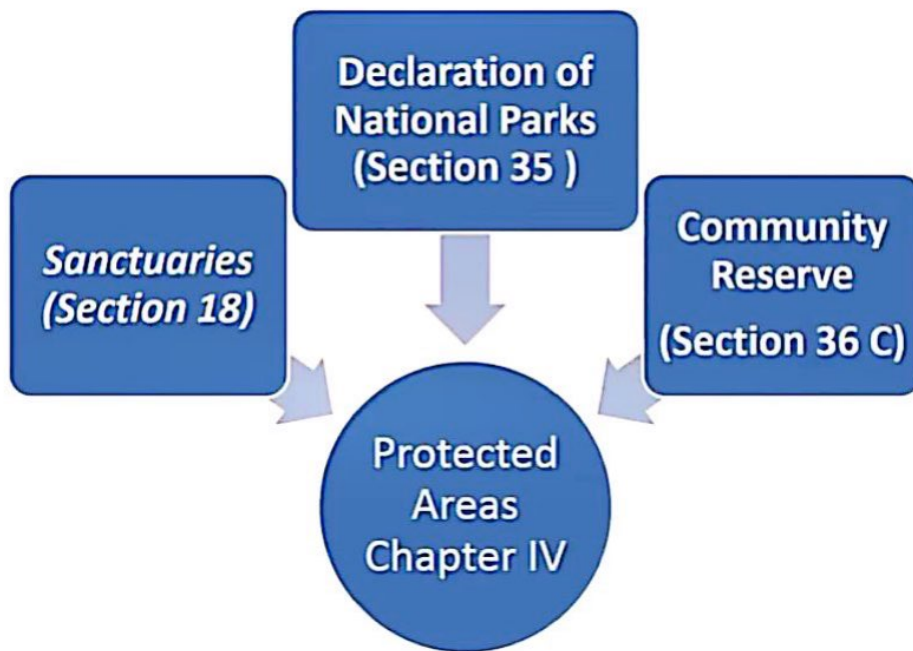 Declaration of
National Parks
(Section 35 )
Sanctuaries
(Section 18)
Community
Reserve
(Section 36 C)
Protected
Areas
Chapter IV